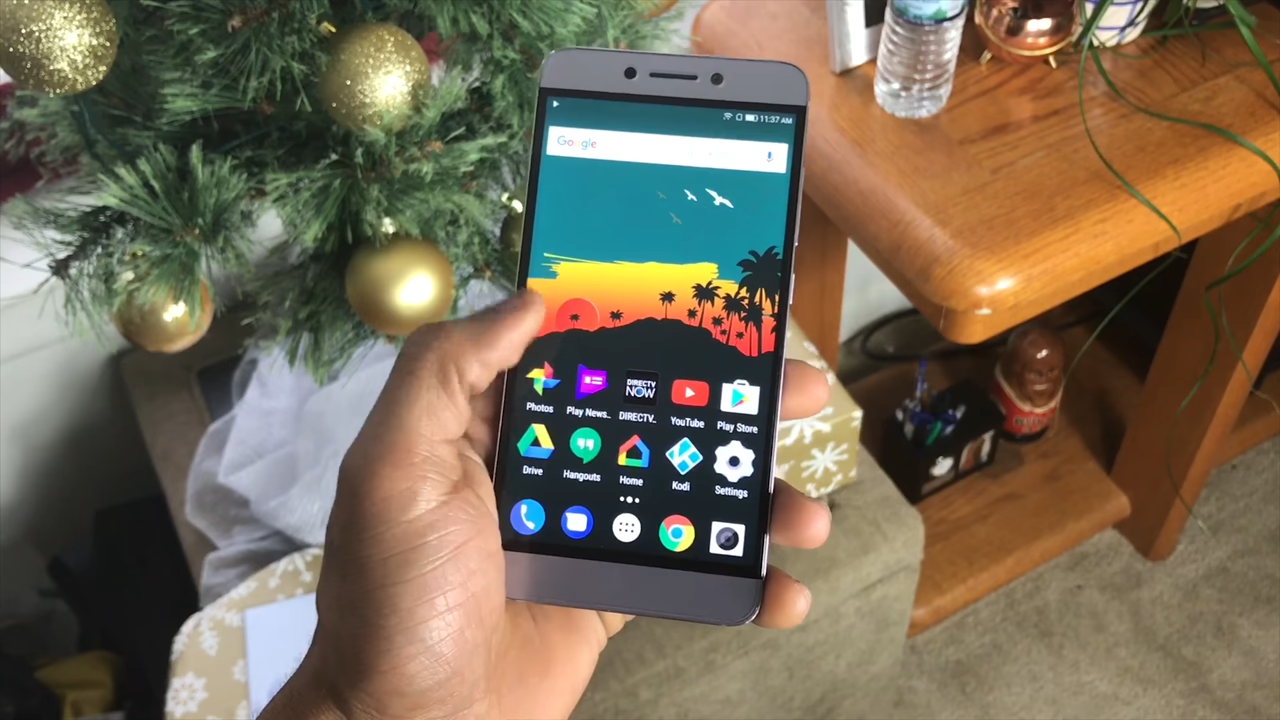 11:37 AM
Google
DIRECTV
NOW
Photos
Play News..
DIRECTV..
YouTube
Play Store
Drive
Hangouts
Home
Kodi
Settings